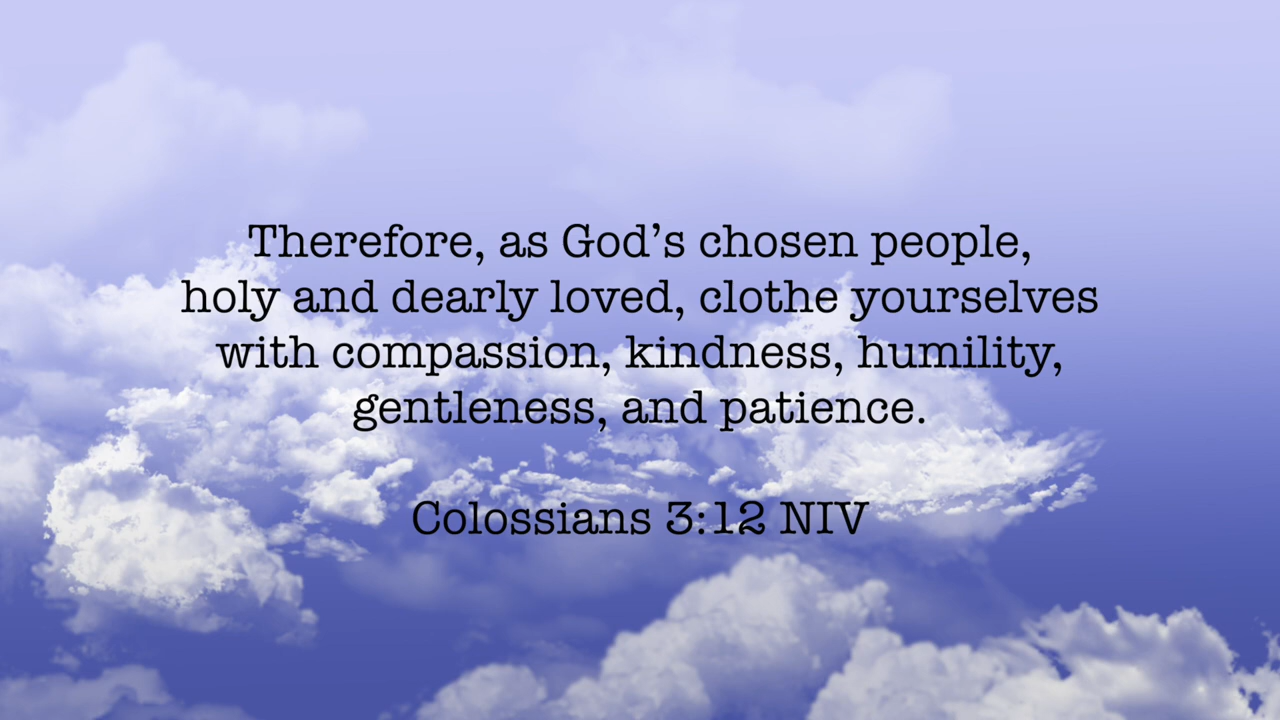 Therefore, as God’s chosen people,
holy and dearly loved, clothe yourselves
with compassion, kindness, humility,
gentleness, and patience.
Colossians 3:12 NIV